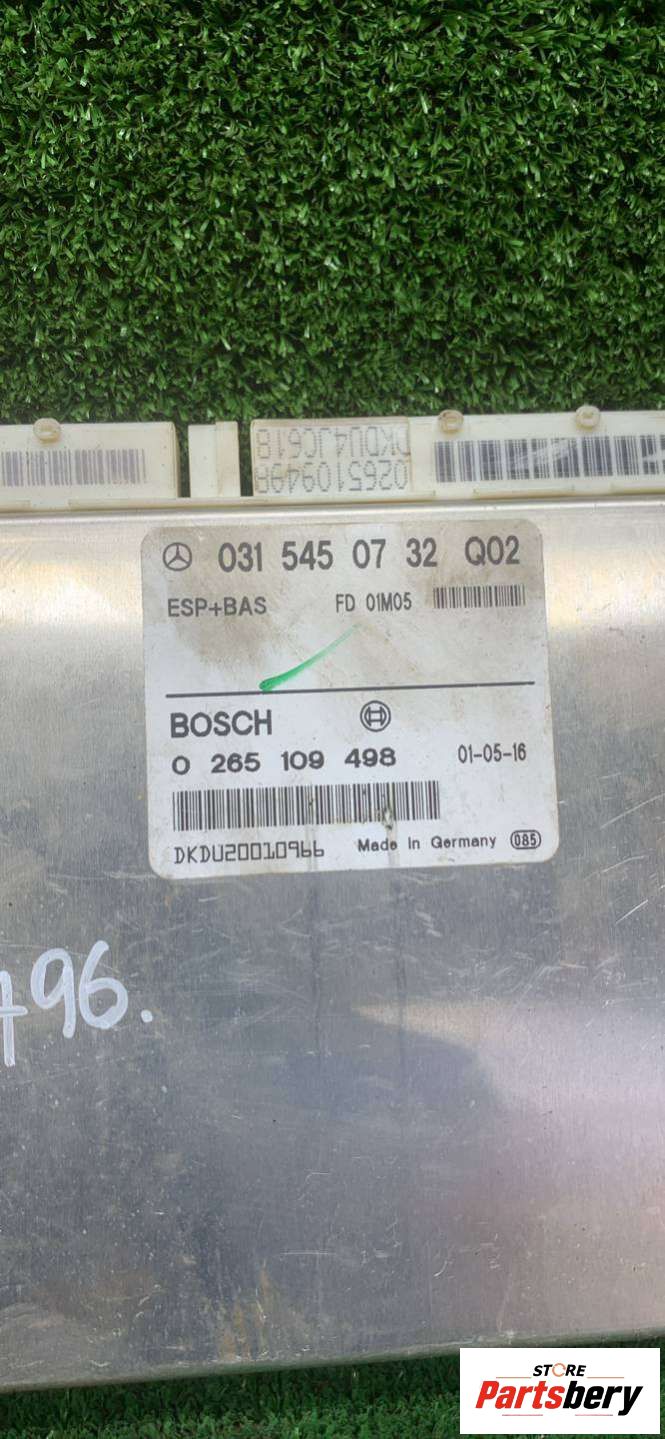 DKDU4JC618
0265109498
031 545 07 32 Q02
ESP+BAS FD 01M05
BOSCH
0 265 109 498 01-05-16
DKDU20010966 Made in Germany 085
96.
STORE
Partsbery